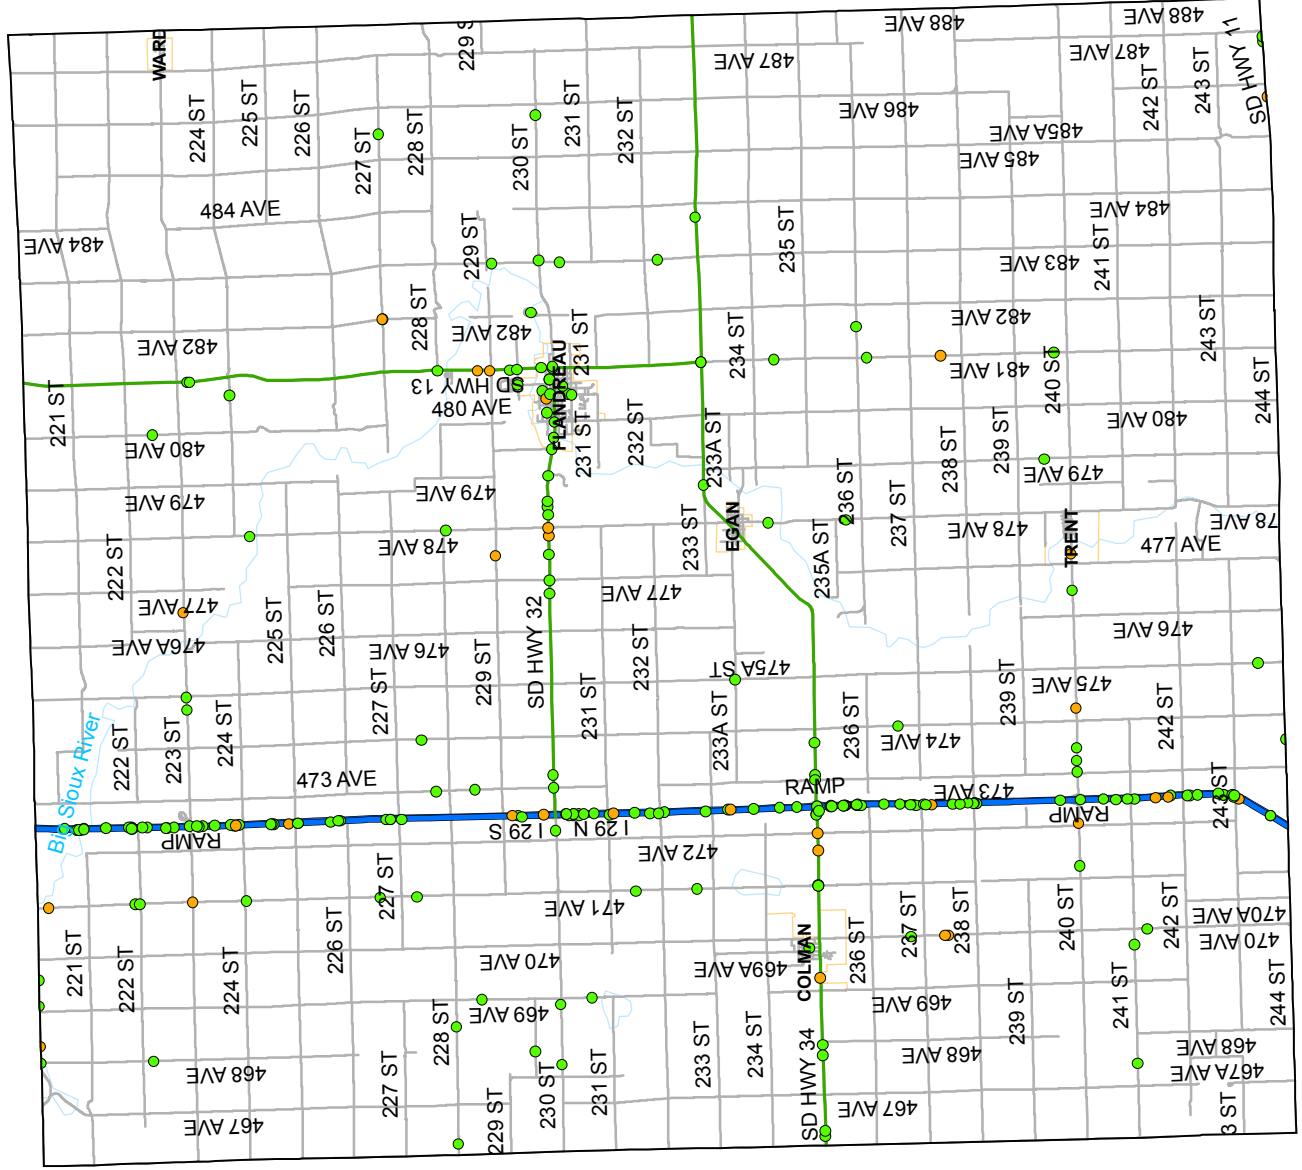 488 AVE
488 AVE
WARD
229 S
487 AVE
487 AVE
SD HWY 11
243 ST
242 ST
486 AVE
485A AVE
485 AVE
224 ST
225 ST
226 ST
227 ST
228 ST
230 ST
231 ST
232 ST
484 AVE
484 AVE
484 AVE
229 ST
235 ST
483 AVE
241 ST
482 AVE
228 ST
482 AVE
482 AVE
231 ST
234 ST
243 ST
481 AVE
240 ST
SD HWY 13
FLANDREAU
221 ST
480 AVE
480 AVE
480 AVE
244 ST
231 ST
232 ST
233A ST
238 ST
239 ST
479 AVE
479 AVE
479 AVE
236 ST
237 ST
478 AVE
478 AVE
78 AVE
EGAN
TRENT
477 AVE
222 ST
233 ST
235A ST
477 AVE
477 AVE
476A AVE
225 ST
226 ST
476 AVE
476 AVE
SD HWY 32
232 ST
229 ST
475A ST
475 AVE
227 ST
231 ST
239 ST
242 ST
222 ST
223 ST
224 ST
233A ST
236 ST
474 AVE
Big Sioux River
473 AVE
RAMP
473 AVE
243 ST
RAMP
I 29 S
I 29 N
RAMP
472 AVE
227 ST
471 AVE
470A AVE
470 AVE
221 ST
222 ST
224 ST
226 ST
470 AVE
469A AVE
COLMAN
236 ST
237 ST
238 ST
240 ST
242 ST
469 AVE
469 AVE
239 ST
241 ST
244 ST
228 ST
468 AVE
468 AVE
468 AVE
467A AVE
227 ST
230 ST
231 ST
233 ST
234 ST
SD HWY 34
467 AVE
467 AVE
229 ST
3 ST